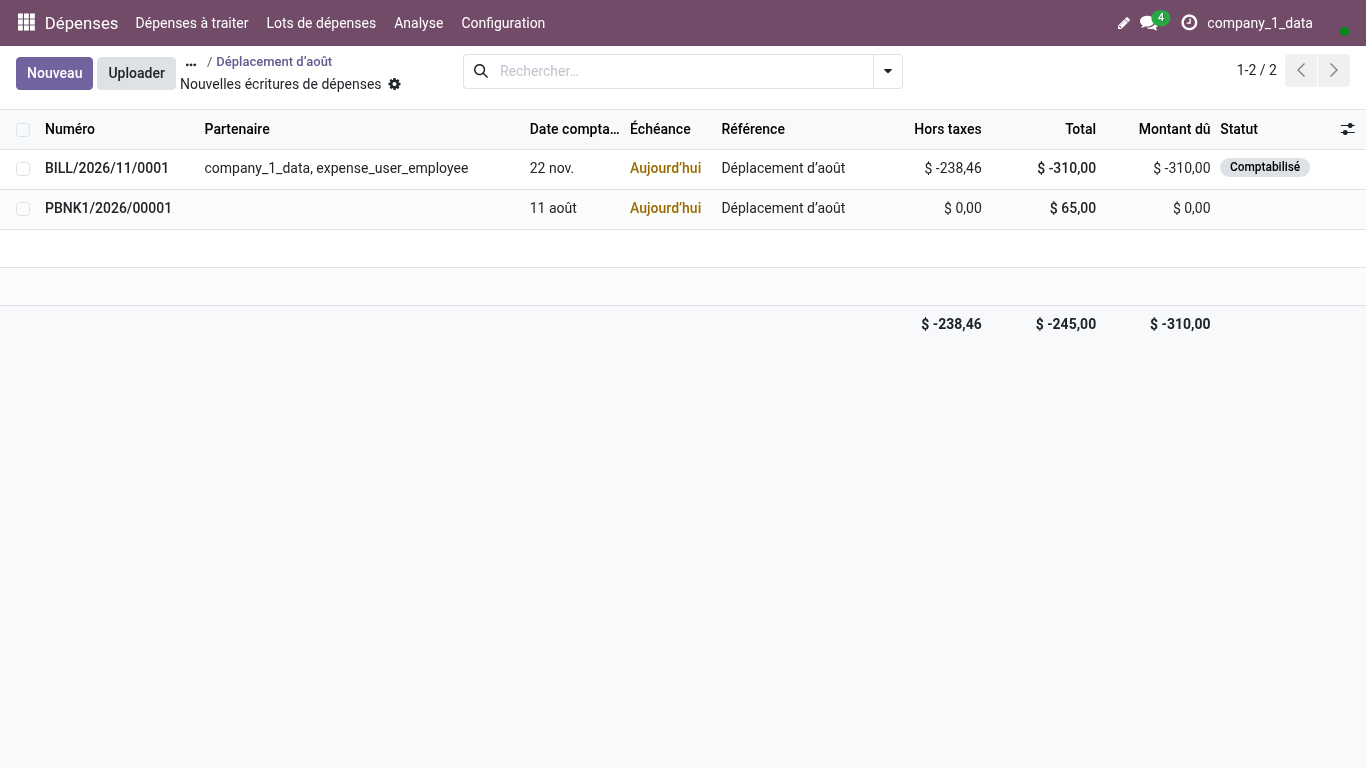 Dépenses Dépenses à traiter Lots de dépenses Analyse Configuration 4 company_1_data
Nouveau Uploader ... / Déplacement d'août Nouvelles écritures de dépenses Rechercher... 1-2 / 2
Numéro Partenaire Date compta... Échéance Référence Hors taxes Total Montant dû Statut
BILL/2026/11/0001 company_1_data, expense_user_employee 22 nov. Aujourd'hui Déplacement d'août $ -238,46 $ -310,00 $ -310,00 Comptabilisé
PBNK1/2026/00001 11 août Aujourd'hui Déplacement d'août $ 0,00 $ 65,00 $ 0,00
$ -238,46 $ -245,00 $ -310,00